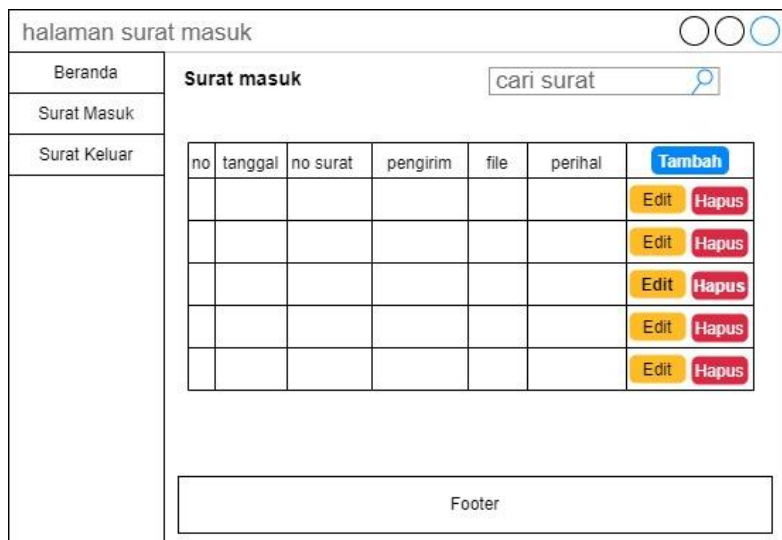 halaman surat masuk
Beranda
Surat Masuk
Surat Keluar
Surat masuk
cari surat
no tanggal no surat pengirim file perihal Tambah
Edit Hapus
Edit Hapus
Edit Hapus
Edit Hapus
Edit Hapus
Footer